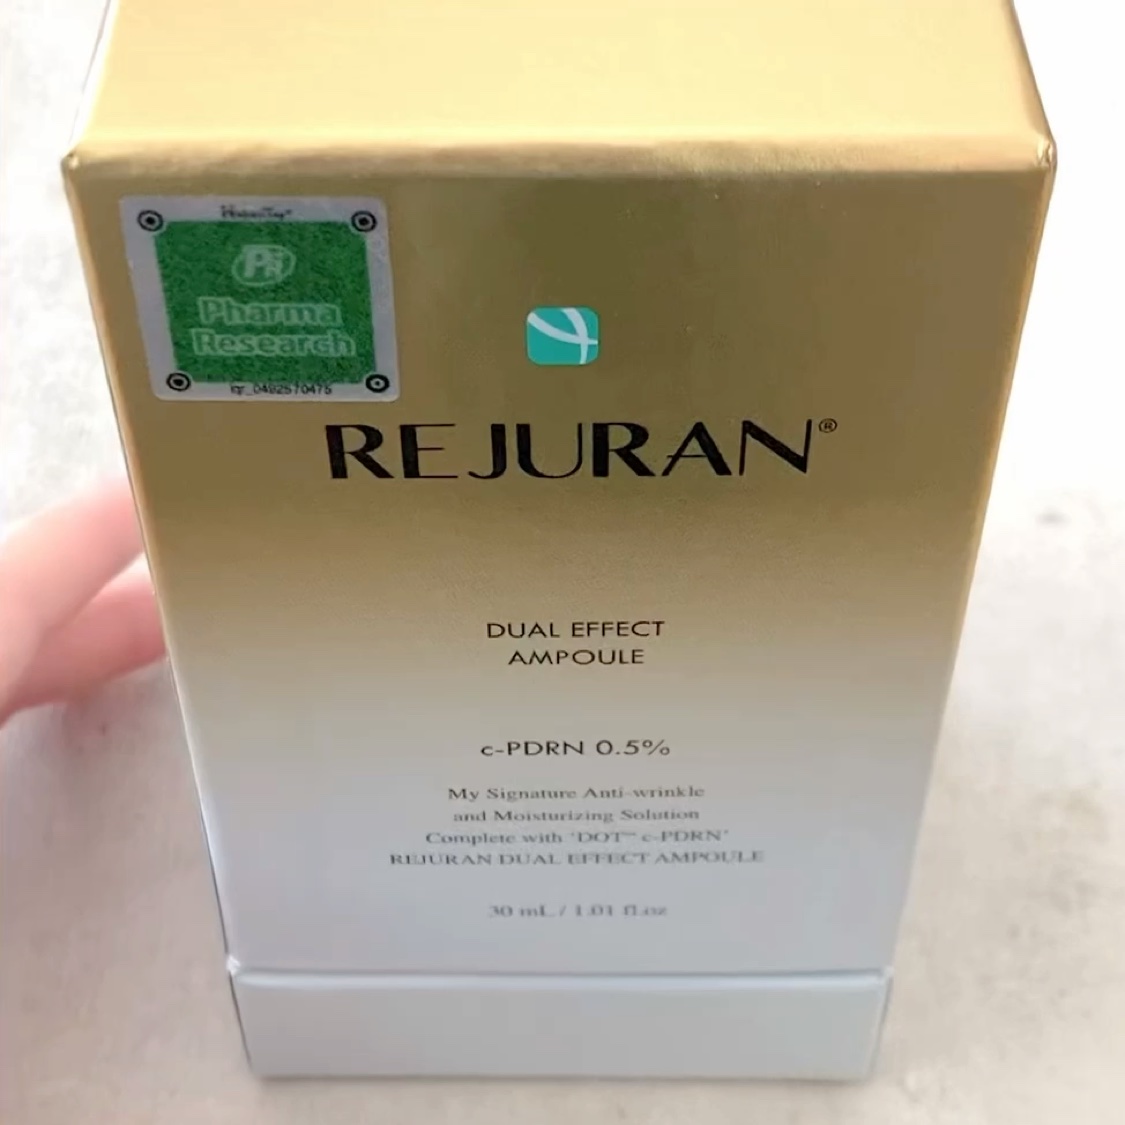 HiddenTag®
Pharma
Research
REJURAN®
DUAL EFFECT
AMPOULE
c-PDRN 0.5%
My Signature Anti-wrinkle
and Moisturizing Solution
Complete with 'DOT™ c-PDRN'
REJURAN DUAL EFFECT AMPOULE
30 mL / 1.01 fl.oz